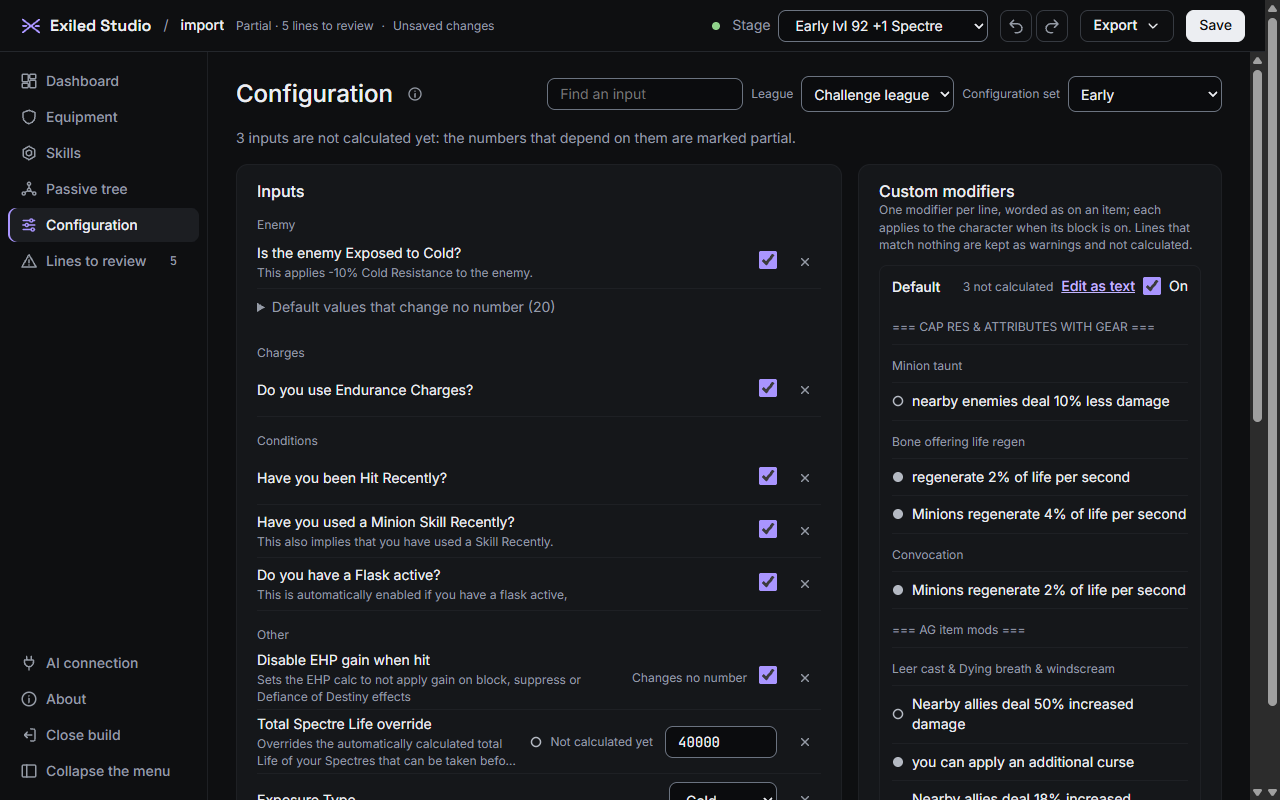 Exiled Studio / import Partial · 5 lines to review · Unsaved changes Stage Early lvl 92 +1 Spectre Export Save
Dashboard
Equipment
Skills
Passive tree
Configuration
Lines to review 5
AI connection
About
Close build
Collapse the menu
Configuration Find an input League Challenge league Configuration set Early
3 inputs are not calculated yet: the numbers that depend on them are marked partial.
Inputs
Enemy
Is the enemy Exposed to Cold?
This applies -10% Cold Resistance to the enemy.
Default values that change no number (20)
Charges
Do you use Endurance Charges?
Conditions
Have you been Hit Recently?
Have you used a Minion Skill Recently?
This also implies that you have used a Skill Recently.
Do you have a Flask active?
This is automatically enabled if you have a flask active,
Other
Disable EHP gain when hit
Sets the EHP calc to not apply gain on block, suppress or
Defiance of Destiny effects
Changes no number
Total Spectre Life override
Overrides the automatically calculated total
Life of your Spectres that can be taken befo...
Not calculated yet 40000
Exposure Type Cold
Custom modifiers
One modifier per line, worded as on an item; each
applies to the character when its block is on. Lines that
match nothing are kept as warnings and not calculated.
Default 3 not calculated Edit as text On
=== CAP RES & ATTRIBUTES WITH GEAR ===
Minion taunt
nearby enemies deal 10% less damage
Bone offering life regen
regenerate 2% of life per second
Minions regenerate 4% of life per second
Convocation
Minions regenerate 2% of life per second
=== AG item mods ===
Leer cast & Dying breath & windscream
Nearby allies deal 50% increased
damage
you can apply an additional curse
Nearby allies deal 18% increased